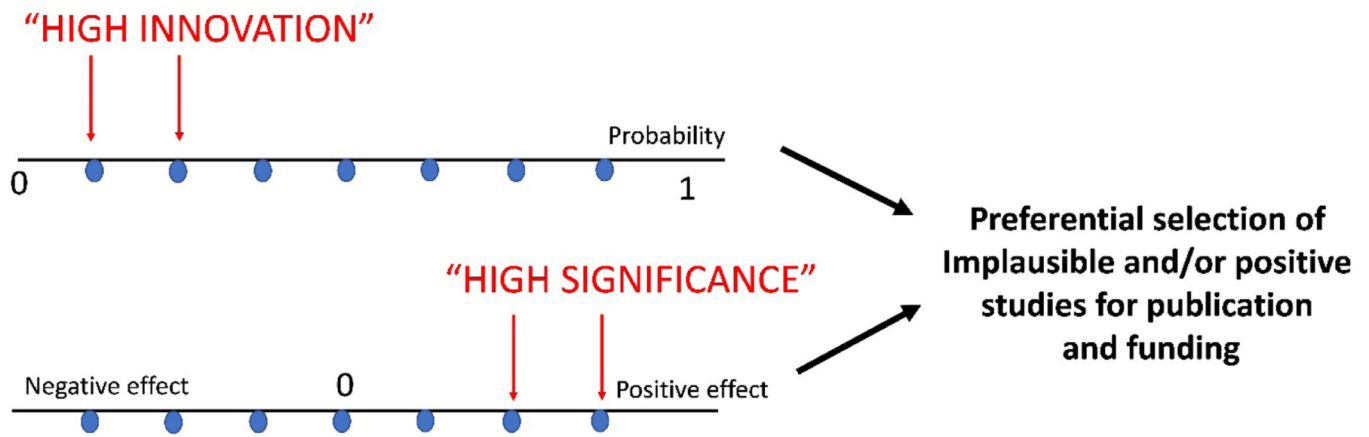 “HIGH INNOVATION”
Probability
0
1
“HIGH SIGNIFICANCE”
Negative effect
0
Positive effect
Preferential selection of
Implausible and/or positive
studies for publication
and funding